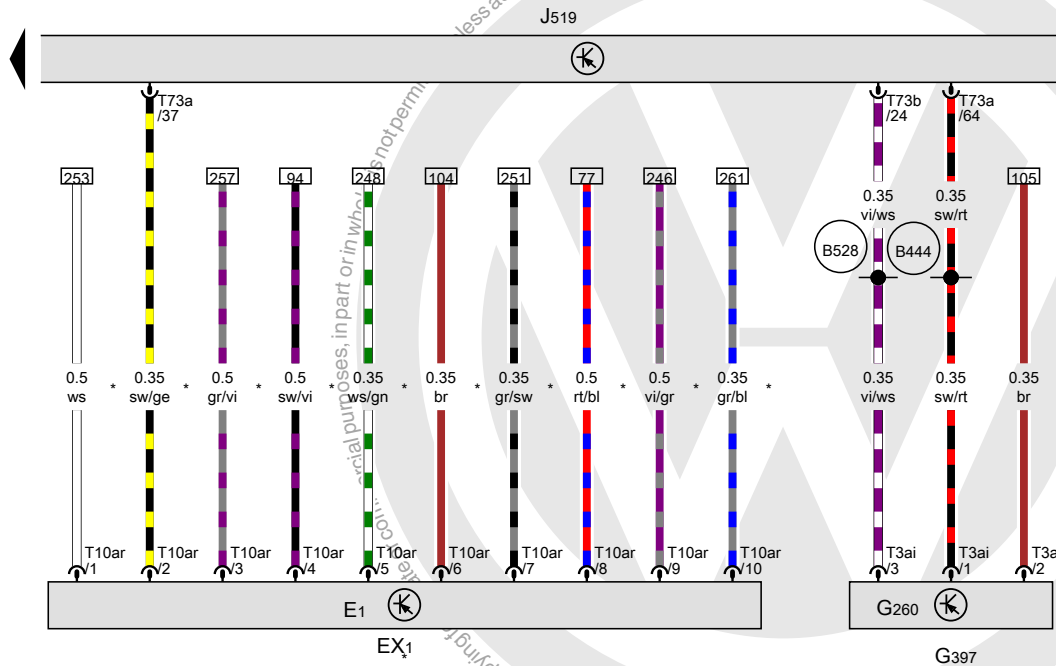 J519
T73a
/37
T73b
/24
T73a
/64
253
257
94
248
104
251
77
246
261
105
0.35
vi/ws
0.35
sw/rt
B528
B444
0.5
ws
*
0.35
sw/ge
*
0.5
gr/vi
*
0.5
sw/vi
*
0.35
ws/gn
*
0.35
br
*
0.35
gr/sw
*
0.5
rt/bl
*
0.5
vi/gr
*
0.35
gr/bl
*
0.35
vi/ws
0.35
sw/rt
0.35
br
T10ar
/1
T10ar
/2
T10ar
/3
T10ar
/4
T10ar
/5
T10ar
/6
T10ar
/7
T10ar
/8
T10ar
/9
T10ar
/10
T3ai
/3
T3ai
/1
T3a
/2
E1
EX1
*
G260
G397